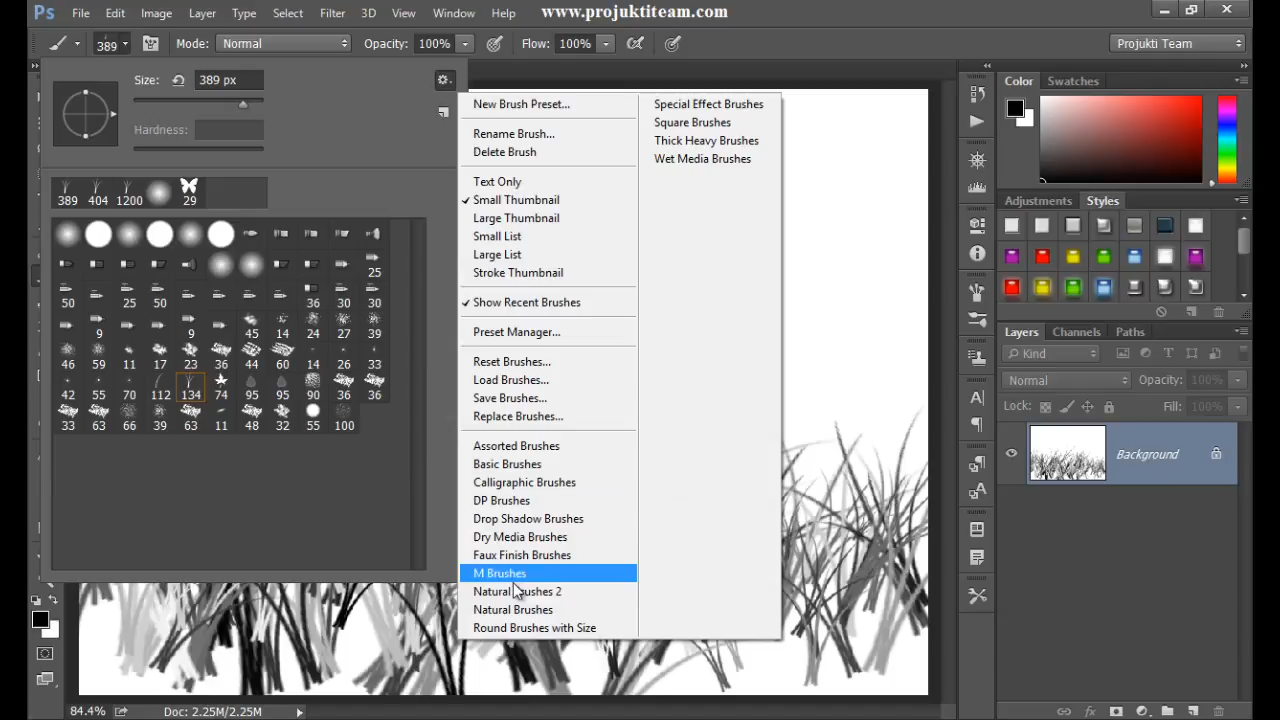 Ps File Edit Image Layer Type Select Filter 3D View Window Help www.projuktiteam.com
389 Mode: Normal Opacity: 100% Flow: 100% Projukti Team
Size: 389 px
Hardness:
389 404 1200 29
25
50 25 50 36 30 30
9 9 45 14 24 27 39
46 59 11 17 23 36 44 60 14 26 33
42 55 70 112 134 74 95 95 90 36 36
33 63 66 39 63 11 48 32 55 100
New Brush Preset...
Rename Brush...
Delete Brush
Text Only
Small Thumbnail
Large Thumbnail
Small List
Large List
Stroke Thumbnail
Show Recent Brushes
Preset Manager...
Reset Brushes...
Load Brushes...
Save Brushes...
Replace Brushes...
Assorted Brushes
Basic Brushes
Calligraphic Brushes
DP Brushes
Drop Shadow Brushes
Dry Media Brushes
Faux Finish Brushes
M Brushes
Natural Brushes 2
Natural Brushes
Round Brushes with Size
Special Effect Brushes
Square Brushes
Thick Heavy Brushes
Wet Media Brushes
Color Swatches
Adjustments Styles
Layers Channels Paths
Kind
Normal Opacity: 100%
Lock: Fill: 100%
Background
84.4% Doc: 2.25M/2.25M